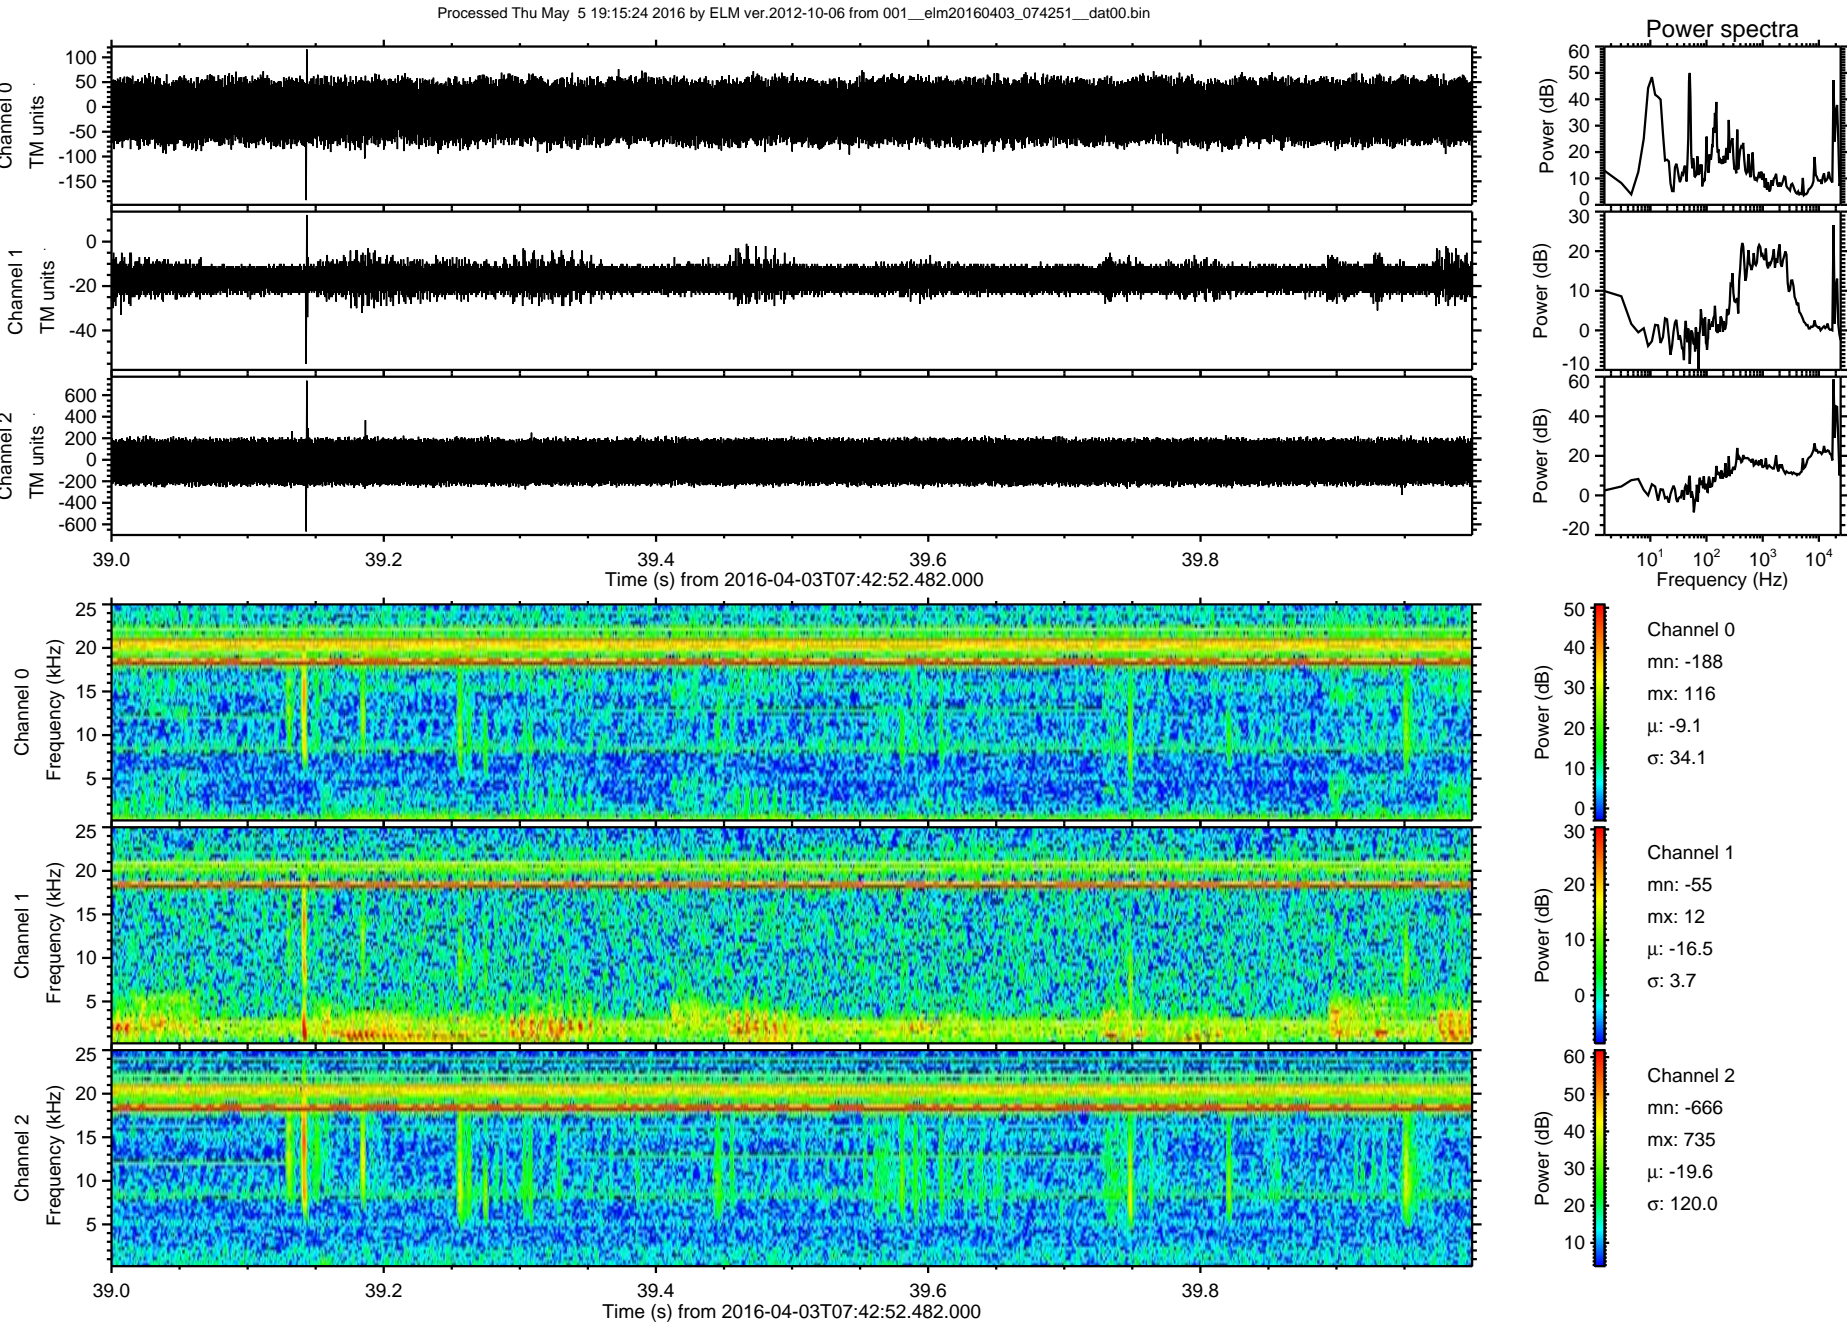 Processed Thu May 5 19:15:24 2016 by ELM ver.2012-10-06 from 001__elm20160403_074251__dat00.bin
Power spectra
Channel 0
TM units
100
50
0
-50
-100
-150
Power (dB)
60
50
40
30
20
10
0
Channel 1
TM units
0
-20
-40
Power (dB)
30
20
10
0
-10
Channel 2
TM units
600
400
200
0
-200
-400
-600
Power (dB)
60
40
20
0
-20
39.0 39.2 39.4 39.6 39.8
Time (s) from 2016-04-03T07:42:52.482.000
10¹ 10² 10³ 10⁴
Frequency (Hz)
Channel 0
Frequency (kHz)
25
20
15
10
5
Power (dB)
50
40
30
20
10
0
Channel 0
mn: -188
mx: 116
μ: -9.1
σ: 34.1
Channel 1
Frequency (kHz)
25
20
15
10
5
Power (dB)
30
20
10
0
Channel 1
mn: -55
mx: 12
μ: -16.5
σ: 3.7
Channel 2
Frequency (kHz)
25
20
15
10
5
Power (dB)
60
50
40
30
20
10
Channel 2
mn: -666
mx: 735
μ: -19.6
σ: 120.0
39.0 39.2 39.4 39.6 39.8
Time (s) from 2016-04-03T07:42:52.482.000